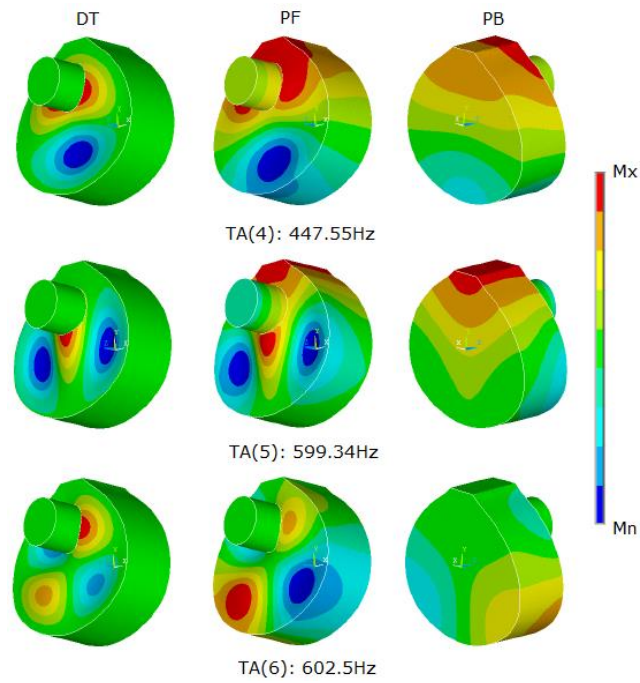 DT PF PB
TA(4): 447.55Hz
Mx
TA(5): 599.34Hz
Mn
TA(6): 602.5Hz